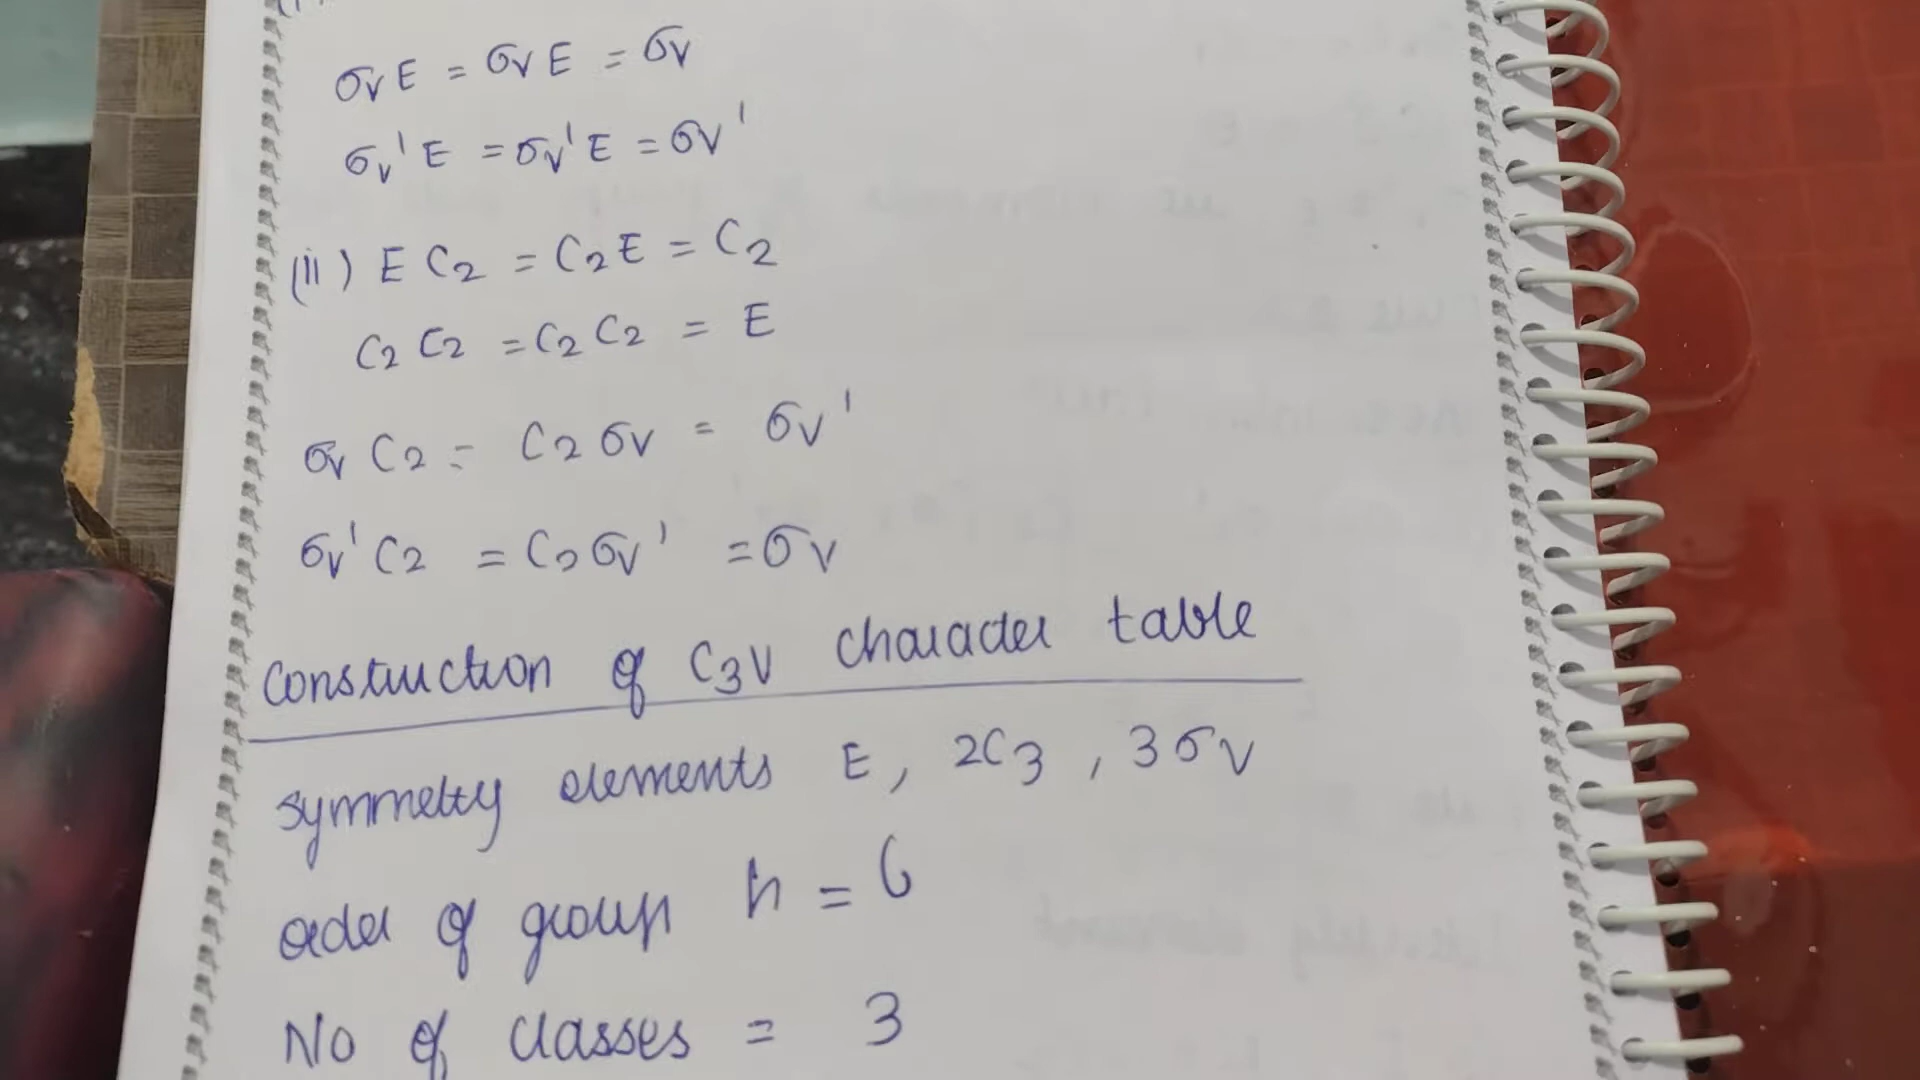 σv E = σv E = σv
σv' E = σv' E = σv'
(ii) E C2 = C2 E = C2
C2 C2 = C2 C2 = E
σv C2 = C2 σv = σv'
σv' C2 = C2 σv' = σv
construction of C3V character table
symmetry elements E, 2C3, 3σv
order of group h = 6
No of classes = 3